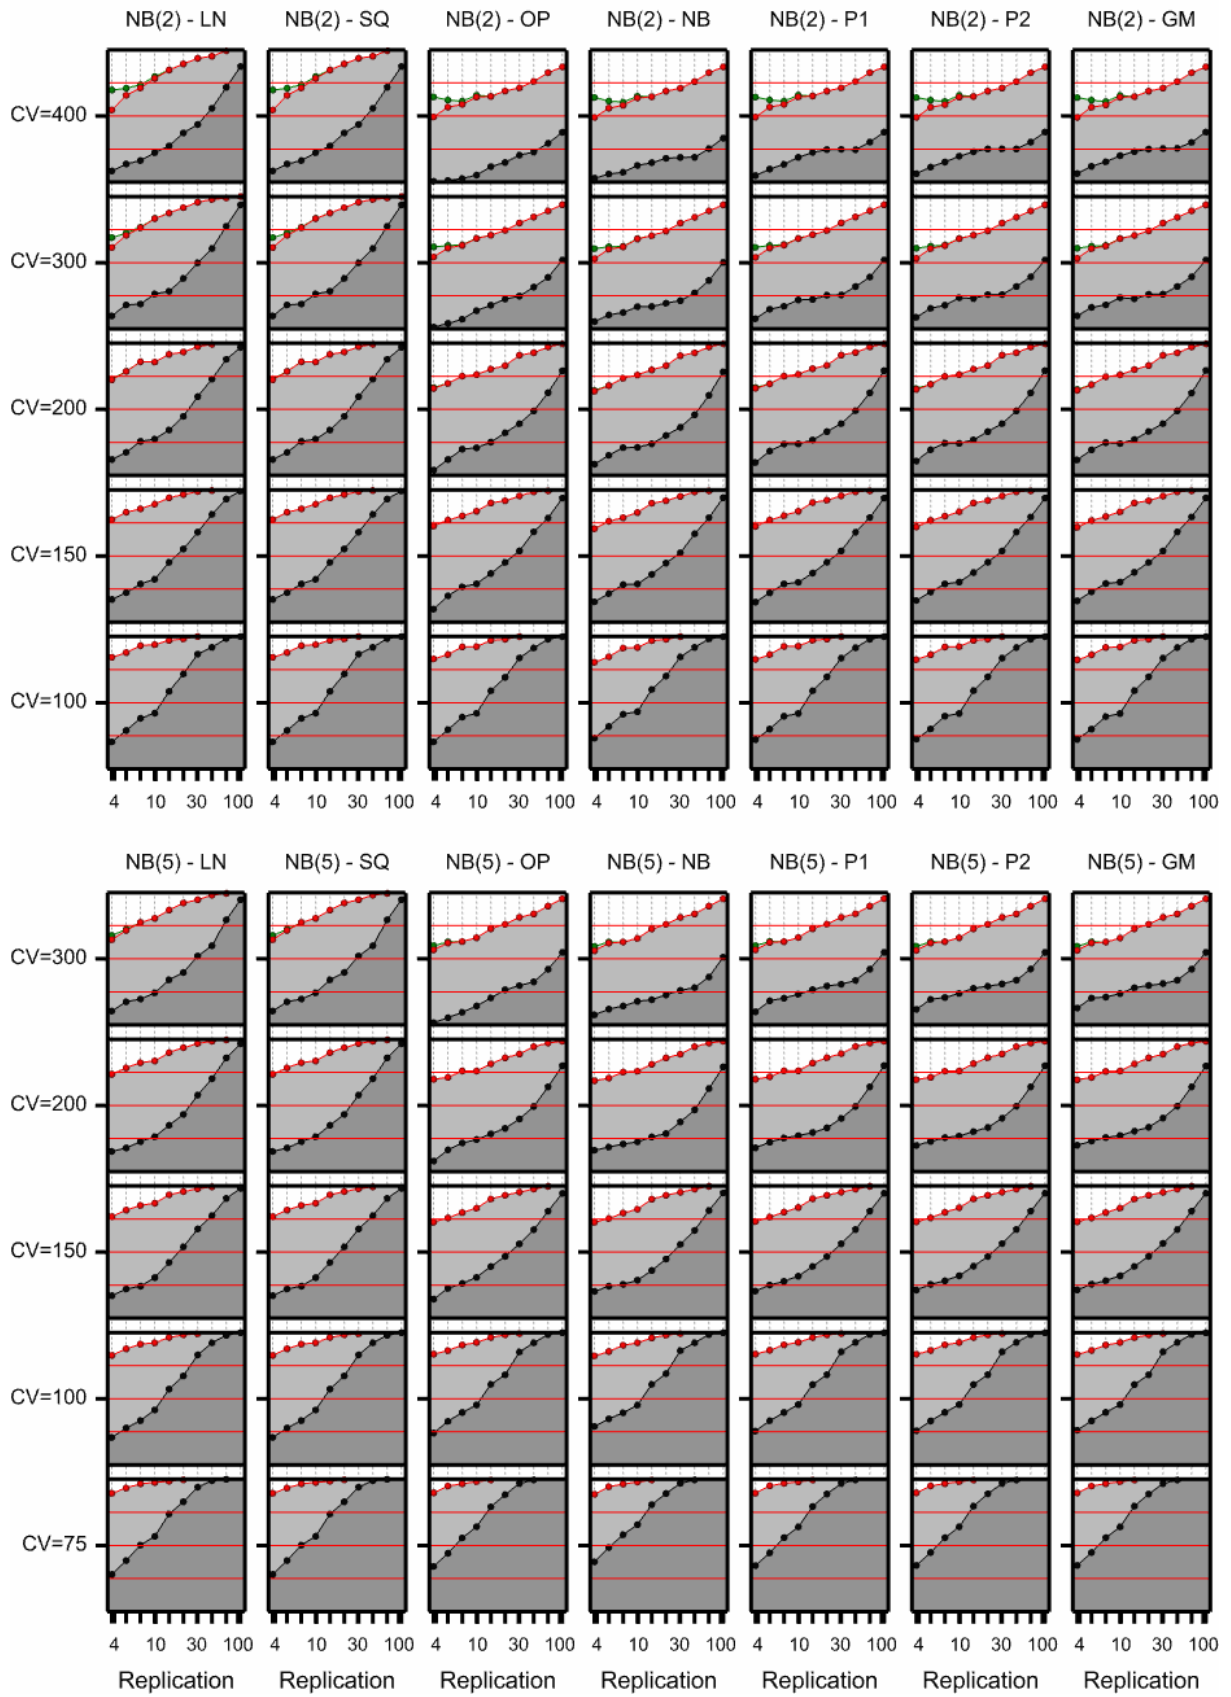 NB(2) - LN NB(2) - SQ NB(2) - OP NB(2) - NB NB(2) - P1 NB(2) - P2 NB(2) - GM
CV=400
CV=300
CV=200
CV=150
CV=100
4 10 30 100 4 10 30 100 4 10 30 100 4 10 30 100 4 10 30 100 4 10 30 100 4 10 30 100
NB(5) - LN NB(5) - SQ NB(5) - OP NB(5) - NB NB(5) - P1 NB(5) - P2 NB(5) - GM
CV=300
CV=200
CV=150
CV=100
CV=75
4 10 30 100 4 10 30 100 4 10 30 100 4 10 30 100 4 10 30 100 4 10 30 100 4 10 30 100
Replication Replication Replication Replication Replication Replication Replication